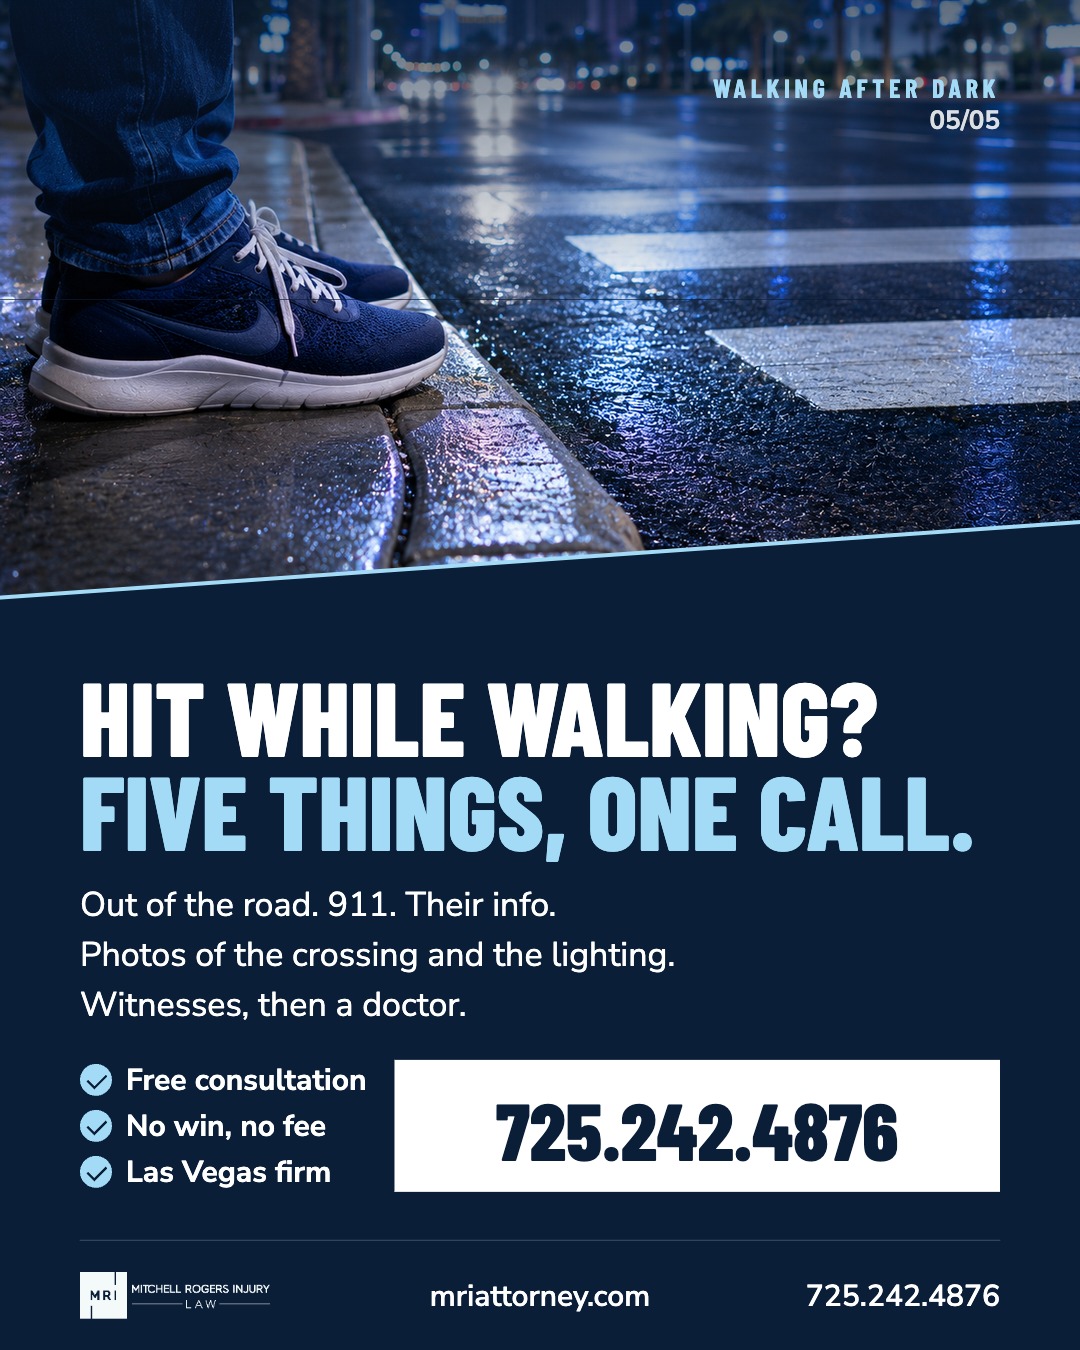 WALKING AFTER DARK
05/05
HIT WHILE WALKING?
FIVE THINGS, ONE CALL.
Out of the road. 911. Their info.
Photos of the crossing and the lighting.
Witnesses, then a doctor.
Free consultation
No win, no fee
Las Vegas firm
725.242.4876
MRI
MITCHELL ROGERS INJURY
LAW
mriattorney.com
725.242.4876